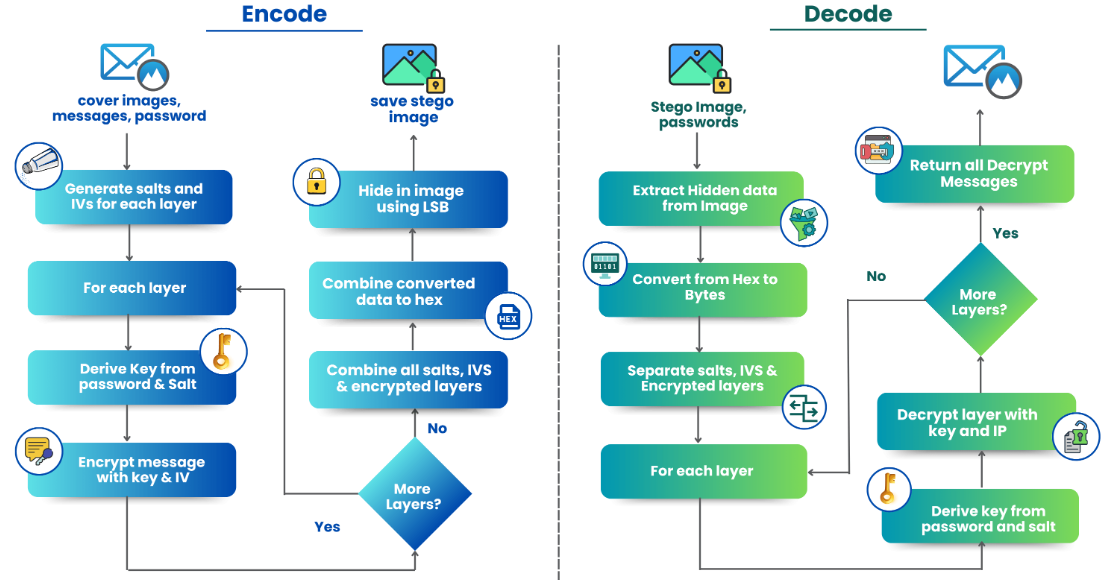 Encode
cover images,
messages, password
Generate salts and
IVs for each layer
For each layer
Derive Key from
password & Salt
Encrypt message
with key & IV
More
Layers?
Yes
No
Combine all salts, IVS
& encrypted layers
Combine converted
data to hex
HEX
Hide in image
using LSB
save stego
image
Decode
Stego Image,
passwords
Extract Hidden data
from Image
01101
Convert from Hex to
Bytes
Separate salts, IVS &
Encrypted layers
For each layer
Derive key from
password and salt
Decrypt layer with
key and IP
More
Layers?
No
Yes
Return all Decrypt
Messages